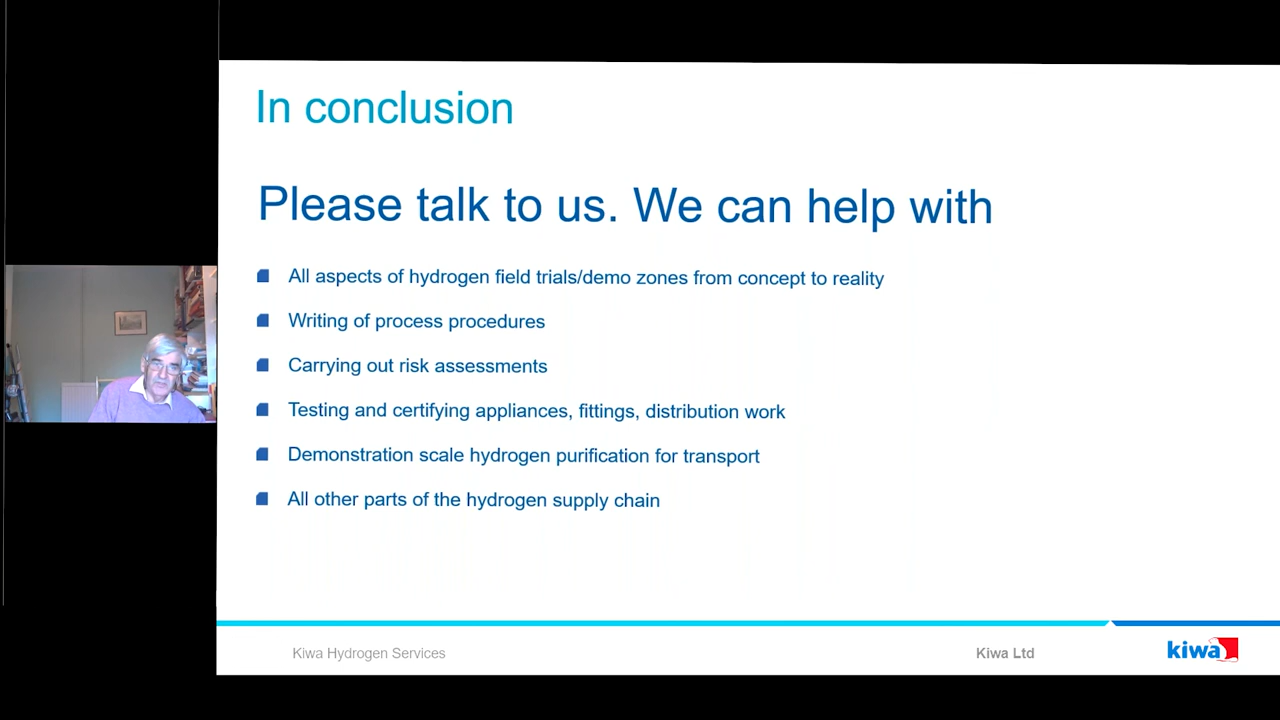 In conclusion
Please talk to us. We can help with
All aspects of hydrogen field trials/demo zones from concept to reality
Writing of process procedures
Carrying out risk assessments
Testing and certifying appliances, fittings, distribution work
Demonstration scale hydrogen purification for transport
All other parts of the hydrogen supply chain
Kiwa Hydrogen Services
Kiwa Ltd
kiwa